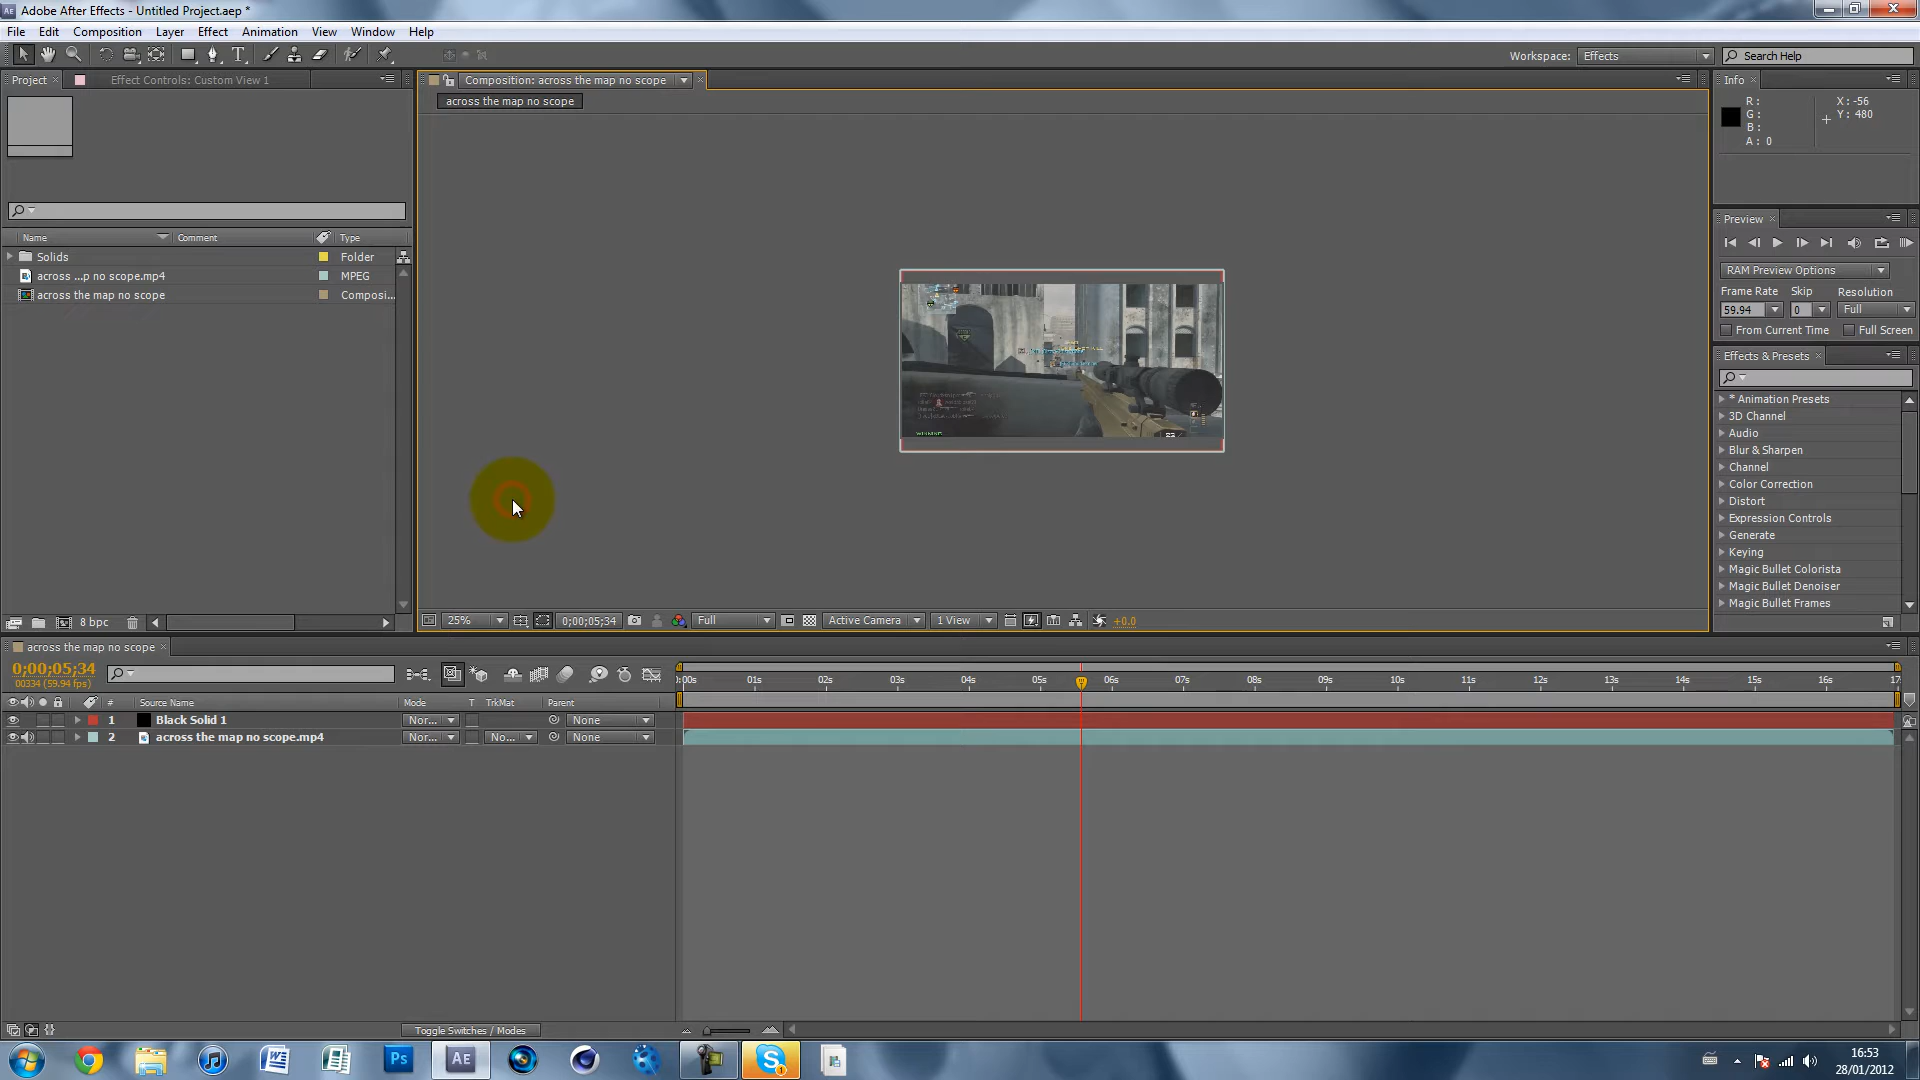 Adobe After Effects - Untitled Project.aep *
File Edit Composition Layer Effect Animation View Window Help
Workspace: Effects Search Help
Project Effect Controls: Custom View 1
Composition: across the map no scope
across the map no scope
Info
R: X: -56
G: Y: 480
B:
A: 0
Preview
RAM Preview Options
Frame Rate Skip Resolution
59.94 0 Full
From Current Time Full Screen
Effects & Presets
* Animation Presets
3D Channel
Audio
Blur & Sharpen
Channel
Color Correction
Distort
Expression Controls
Generate
Keying
Magic Bullet Colorista
Magic Bullet Denoiser
Magic Bullet Frames
Name Comment Type
Solids Folder
across ...p no scope.mp4 MPEG
across the map no scope Composi...
8 bpc
25% 0;00;05;34 Full Active Camera 1 View +0.0
across the map no scope
0;00;05;34
00334 (59.94 fps)
# Source Name Mode T TrkMat Parent
1 Black Solid 1 Nor... None
2 across the map no scope.mp4 Nor... No... None
:00s 01s 02s 03s 04s 05s 06s 07s 08s 09s 10s 11s 12s 13s 14s 15s 16s 17
Toggle Switches / Modes
Ps AE
16:53
28/01/2012